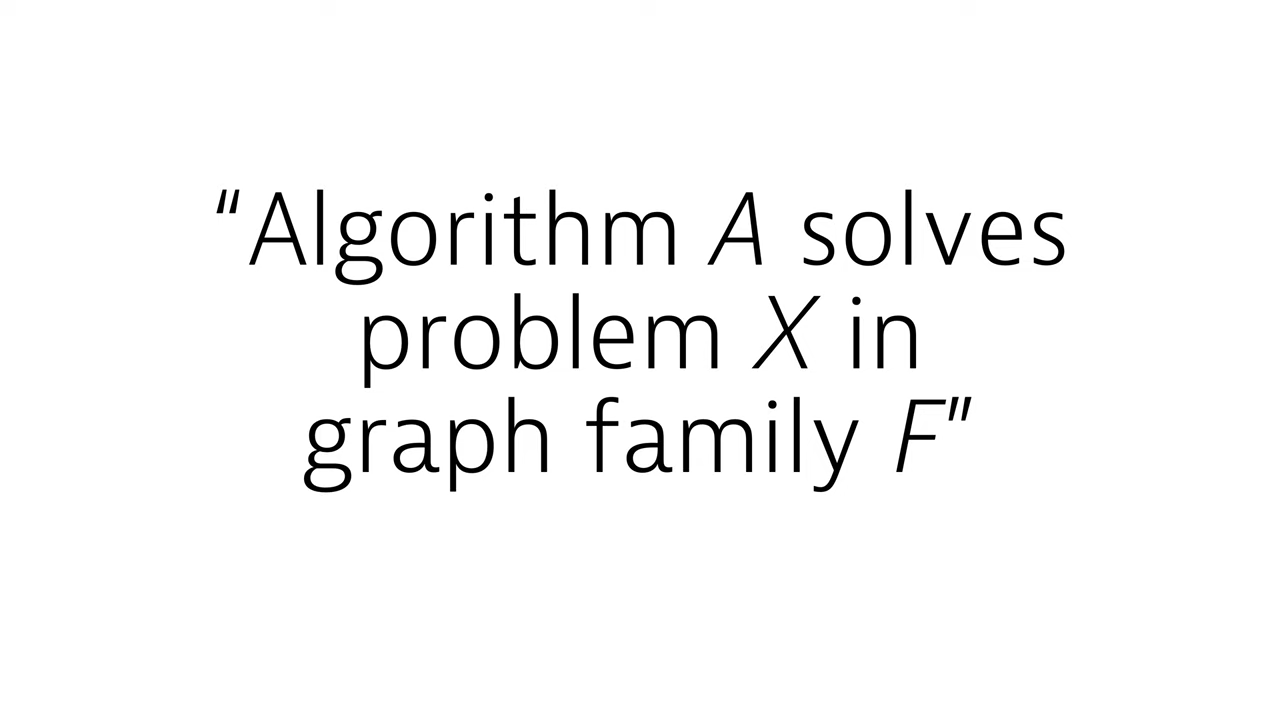 “Algorithm A solves
problem X in
graph family F”